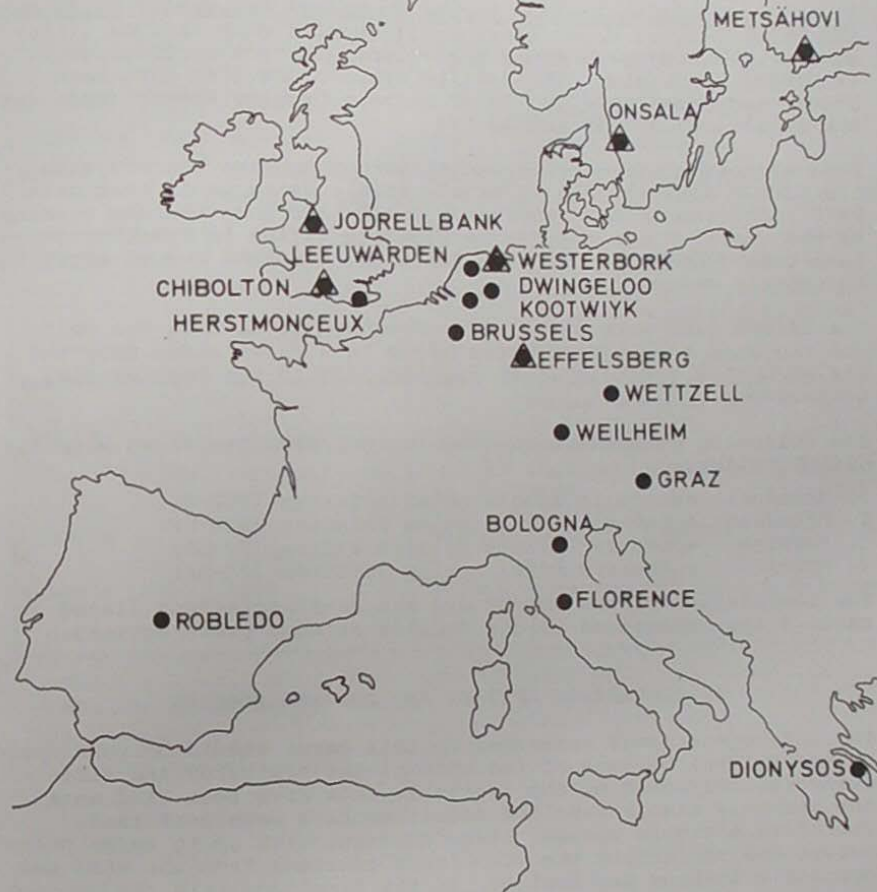 METSÄHOVI
ONSALA
JODRELL BANK
LEEUWARDEN
WESTERBORK
CHIBOLTON
DWINGELOO
KOOTWIYK
HERSTMONCEUX
BRUSSELS
EFFELSBERG
WETTZELL
WEILHEIM
GRAZ
BOLOGNA
FLORENCE
ROBLEDO
DIONYSOS